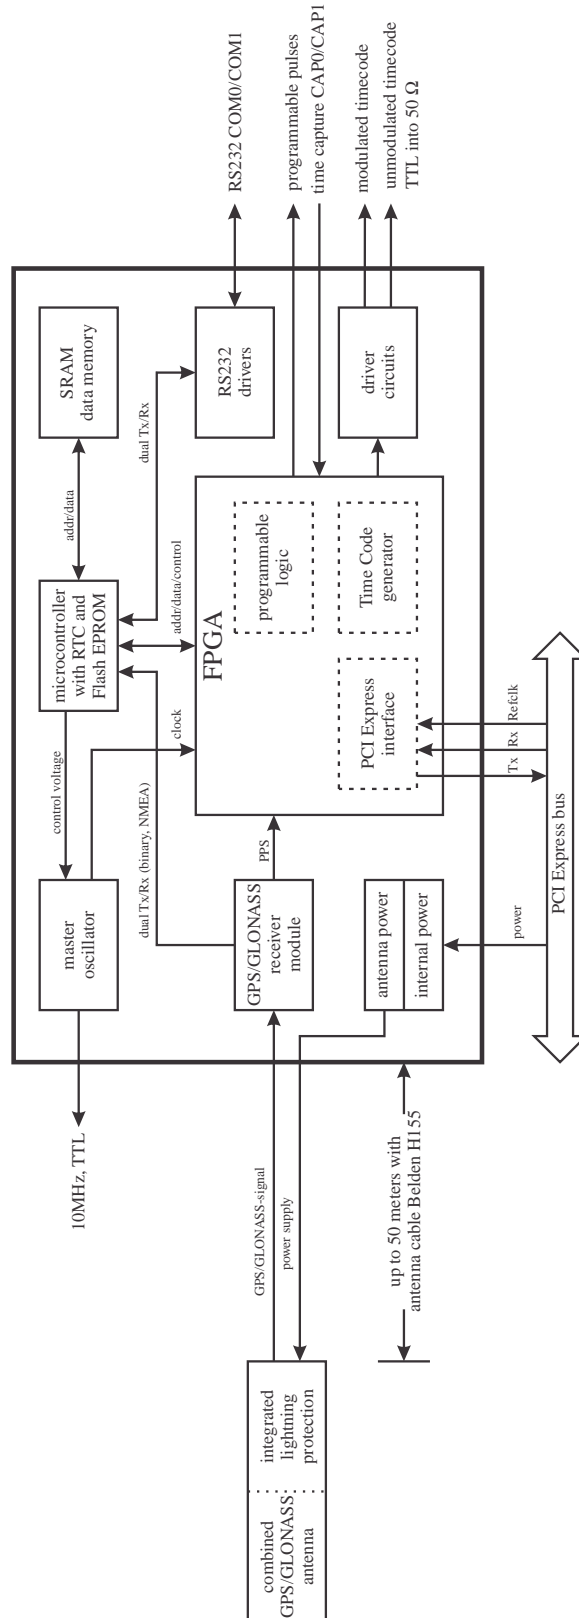 10MHz, TTL
master
oscillator
control voltage
microcontroller
with RTC and
Flash EPROM
addr/data
SRAM
data memory
clock
dual Tx/Rx (binary, NMEA)
addr/data/control
dual Tx/Rx
RS232
drivers
RS232 COM0/COM1
combined
GPS/GLONASS
antenna
integrated
lightning
protection
GPS/GLONASS-signal
power supply
GPS/GLONASS
receiver
module
PPS
FPGA
programmable
logic
programmable pulses
time capture CAP0/CAP1
PCI Express
interface
Time Code
generator
driver
circuits
modulated timecode
unmodulated timecode
TTL into 50 Ω
up to 50 meters with
antenna cable Belden H155
antenna power
internal power
power
Tx
Rx
Refclk
PCI Express bus